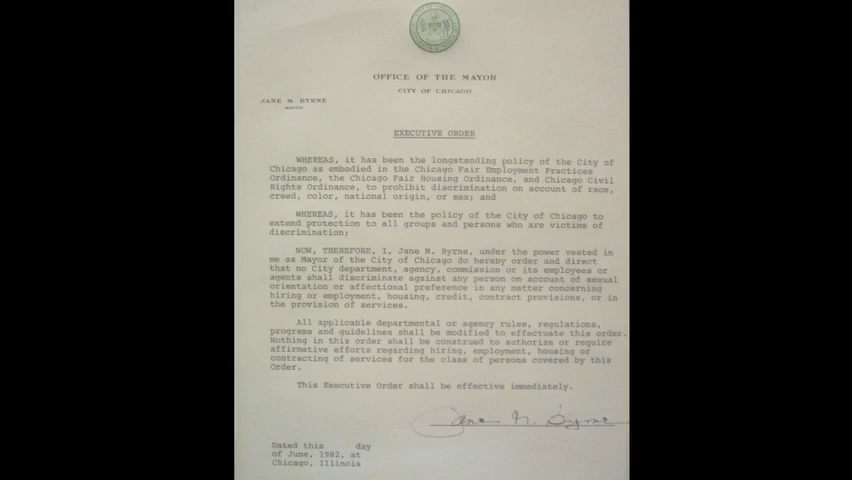 OFFICE OF THE MAYOR
CITY OF CHICAGO
JANE M. BYRNE
MAYOR
EXECUTIVE ORDER
WHEREAS, it has been the longstanding policy of the City of
Chicago as embodied in the Chicago Fair Employment Practices
Ordinance, the Chicago Fair Housing Ordinance, and Chicago Civil
Rights Ordinance, to prohibit discrimination on account of race,
creed, color, national origin, or sex; and
WHEREAS, it has been the policy of the City of Chicago to
extend protection to all groups and persons who are victims of
discrimination;
NOW, THEREFORE, I, Jane M. Byrne, under the power vested in
me as Mayor of the City of Chicago do hereby order and direct
that no City department, agency, commission or its employees or
agents shall discriminate against any person on account of sexual
orientation or affectional preference in any matter concerning
hiring or employment, housing, credit, contract provisions, or in
the provision of services.
All applicable departmental or agency rules, regulations,
programs and guidelines shall be modified to effectuate this order.
Nothing in this order shall be construed to authorize or require
affirmative efforts regarding hiring, employment, housing or
contracting of services for the class of persons covered by this
Order.
This Executive Order shall be effective immediately.
Jane M. Byrne
Dated this day
of June, 1982, at
Chicago, Illinois